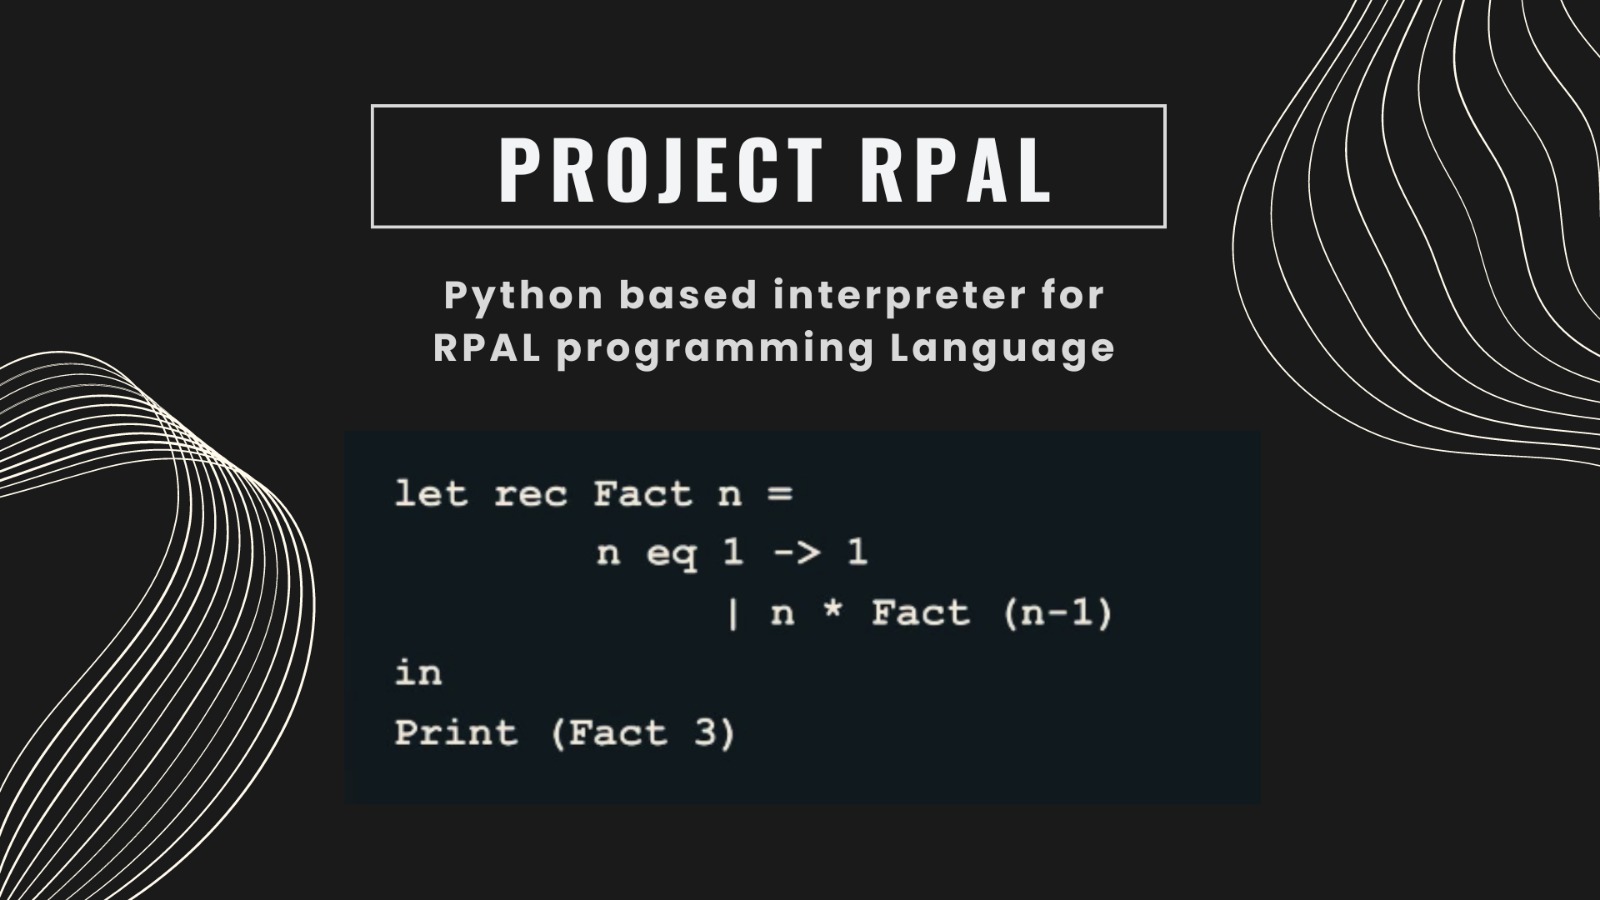 PROJECT RPAL
Python based interpreter for
RPAL programming Language
let rec Fact n =
        n eq 1 -> 1
             | n * Fact (n-1)
in
Print (Fact 3)